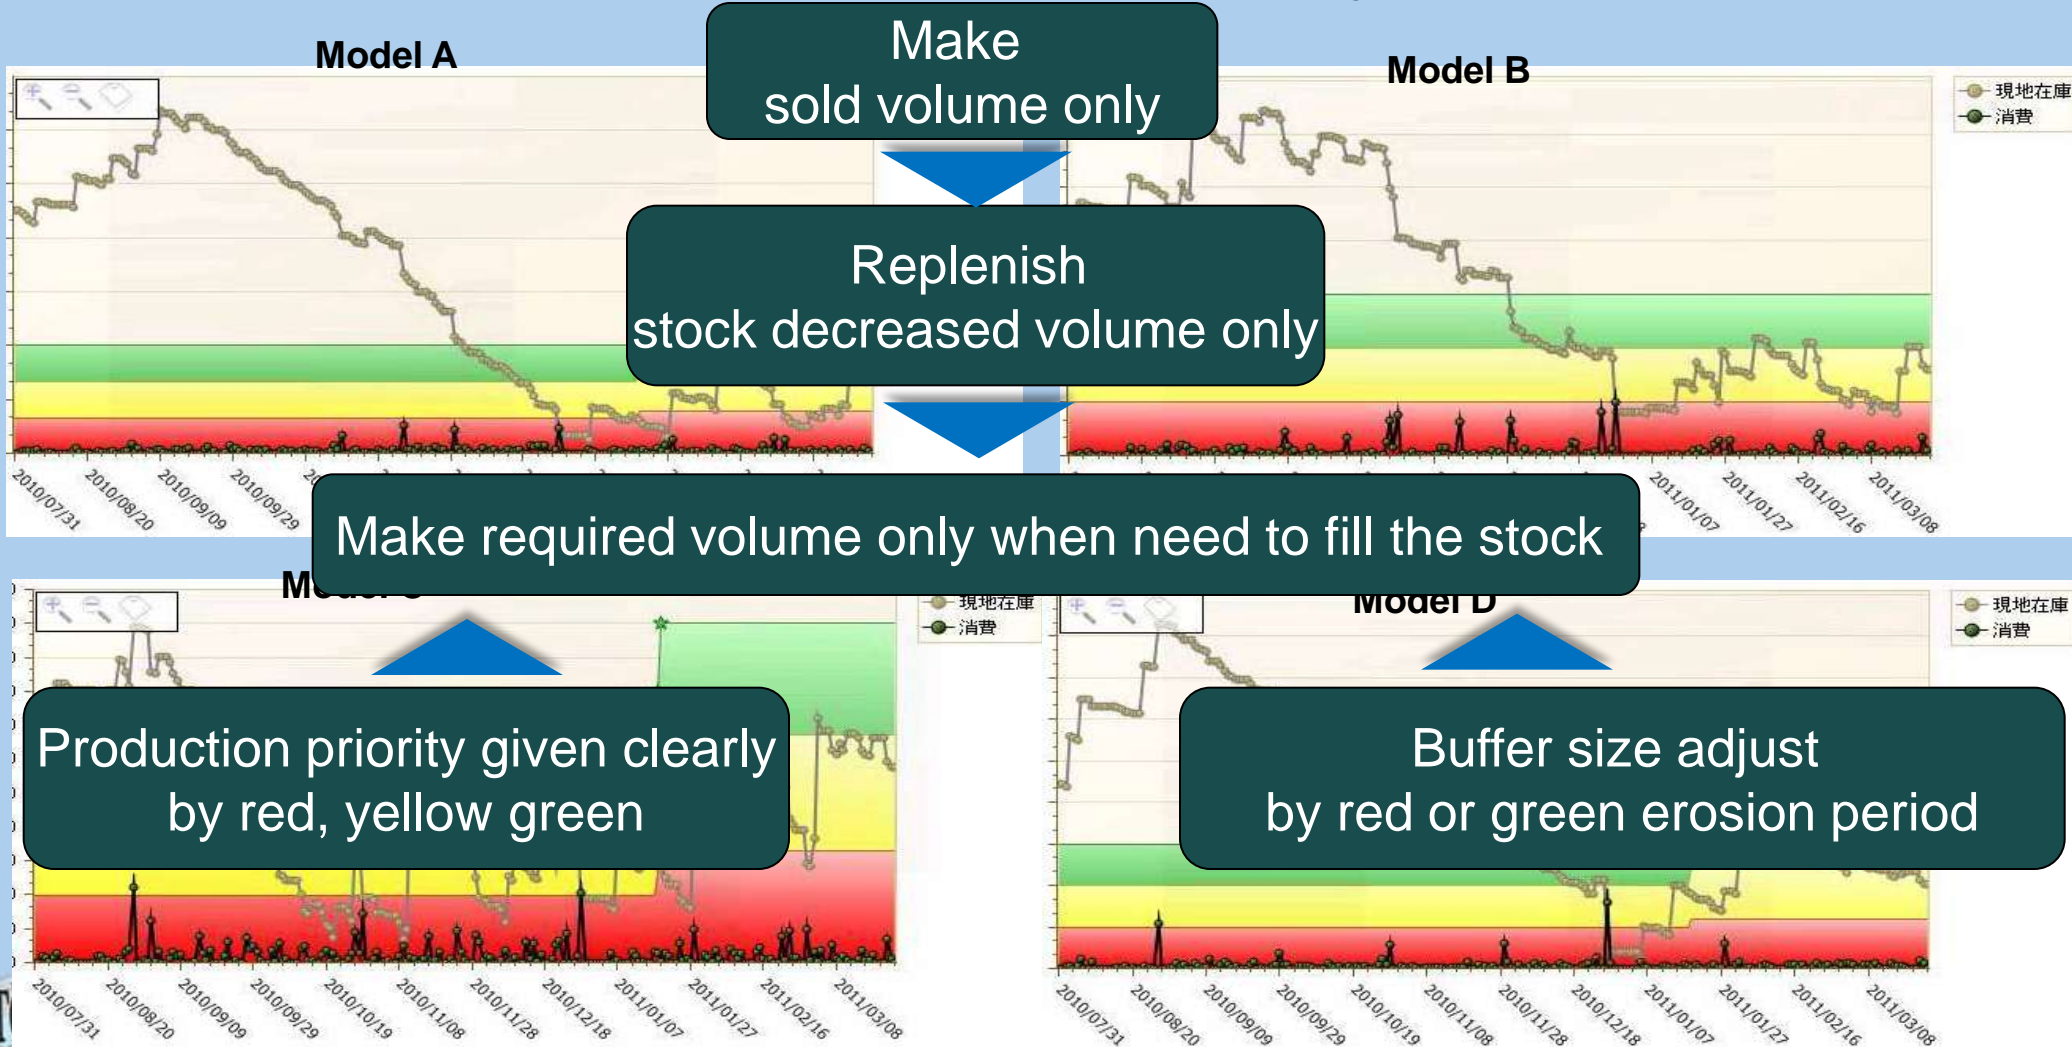 Make
sold volume only
Model A
Model B
現地在庫
消費
Replenish
stock decreased volume only
2010/07/31
2010/08/20
2010/09/09
2010/09/29
2011/01/07
2011/01/27
2011/02/16
2011/03/08
Make required volume only when need to fill the stock
Model D
現地在庫
消費
現地在庫
消費
Production priority given clearly
by red, yellow green
Buffer size adjust
by red or green erosion period
2010/07/31
2010/08/20
2010/09/09
2010/09/29
2010/10/19
2010/11/08
2010/11/28
2010/12/18
2011/01/07
2011/01/27
2011/02/16
2011/03/08
2010/07/31
2010/08/20
2010/09/09
2010/09/29
2010/10/19
2010/11/08
2010/11/28
2010/12/18
2011/01/07
2011/01/27
2011/02/16
2011/03/08